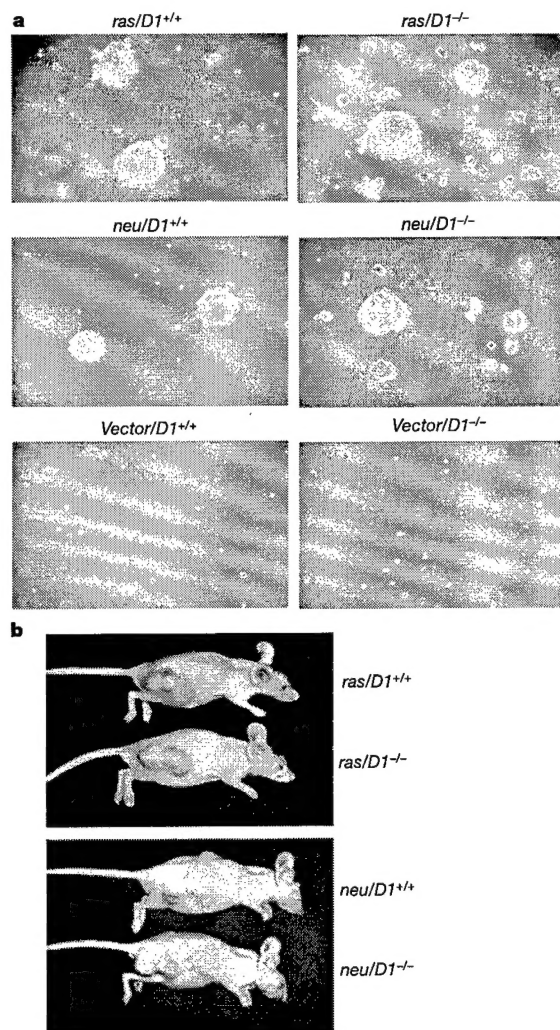 a
ras/D1+/+ ras/D1–/–
neu/D1+/+ neu/D1–/–
Vector/D1+/+ Vector/D1–/–
b
ras/D1+/+
ras/D1–/–
neu/D1+/+
neu/D1–/–